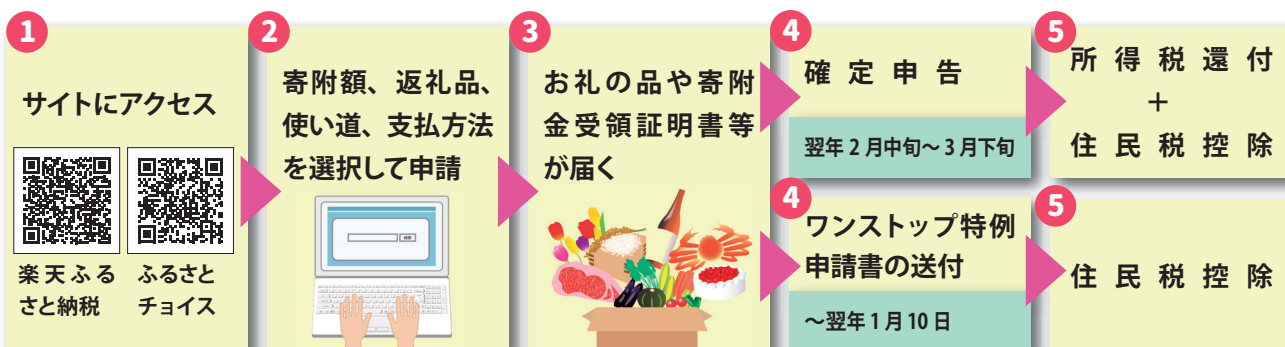 1
サイトにアクセス
楽天ふる
さと納税
ふるさと
チョイス
2
寄附額、返礼品、
使い道、支払方法
を選択して申請
検索
3
お礼の品や寄附
金受領証明書等
が届く
4
確定申告
翌年2月中旬～3月下旬
5
所得税還付
＋
住民税控除
4
ワンストップ特例
申請書の送付
～翌年1月10日
5
住民税控除